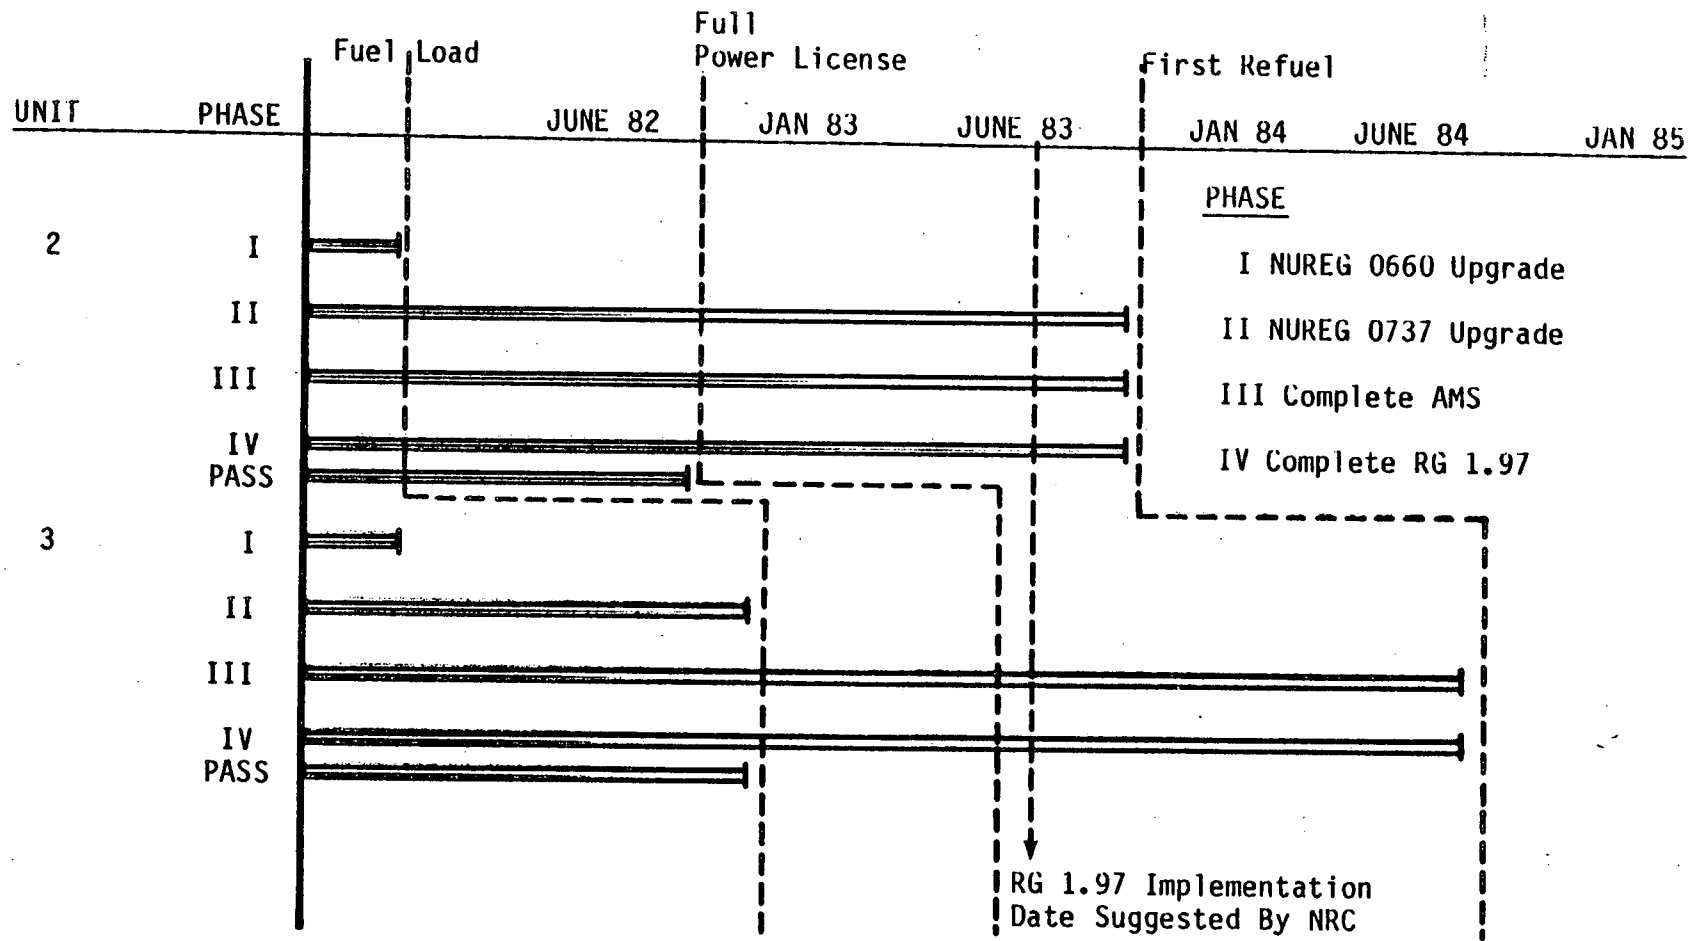 Full
Fuel Load
Power License
First Refuel
UNIT PHASE JUNE 82 JAN 83 JUNE 83 JAN 84 JUNE 84 JAN 85
PHASE
2 I
I NUREG 0660 Upgrade
II
II NUREG 0737 Upgrade
III
III Complete AMS
IV
IV Complete RG 1.97
PASS
3 I
II
III
IV
PASS
RG 1.97 Implementation
Date Suggested By NRC